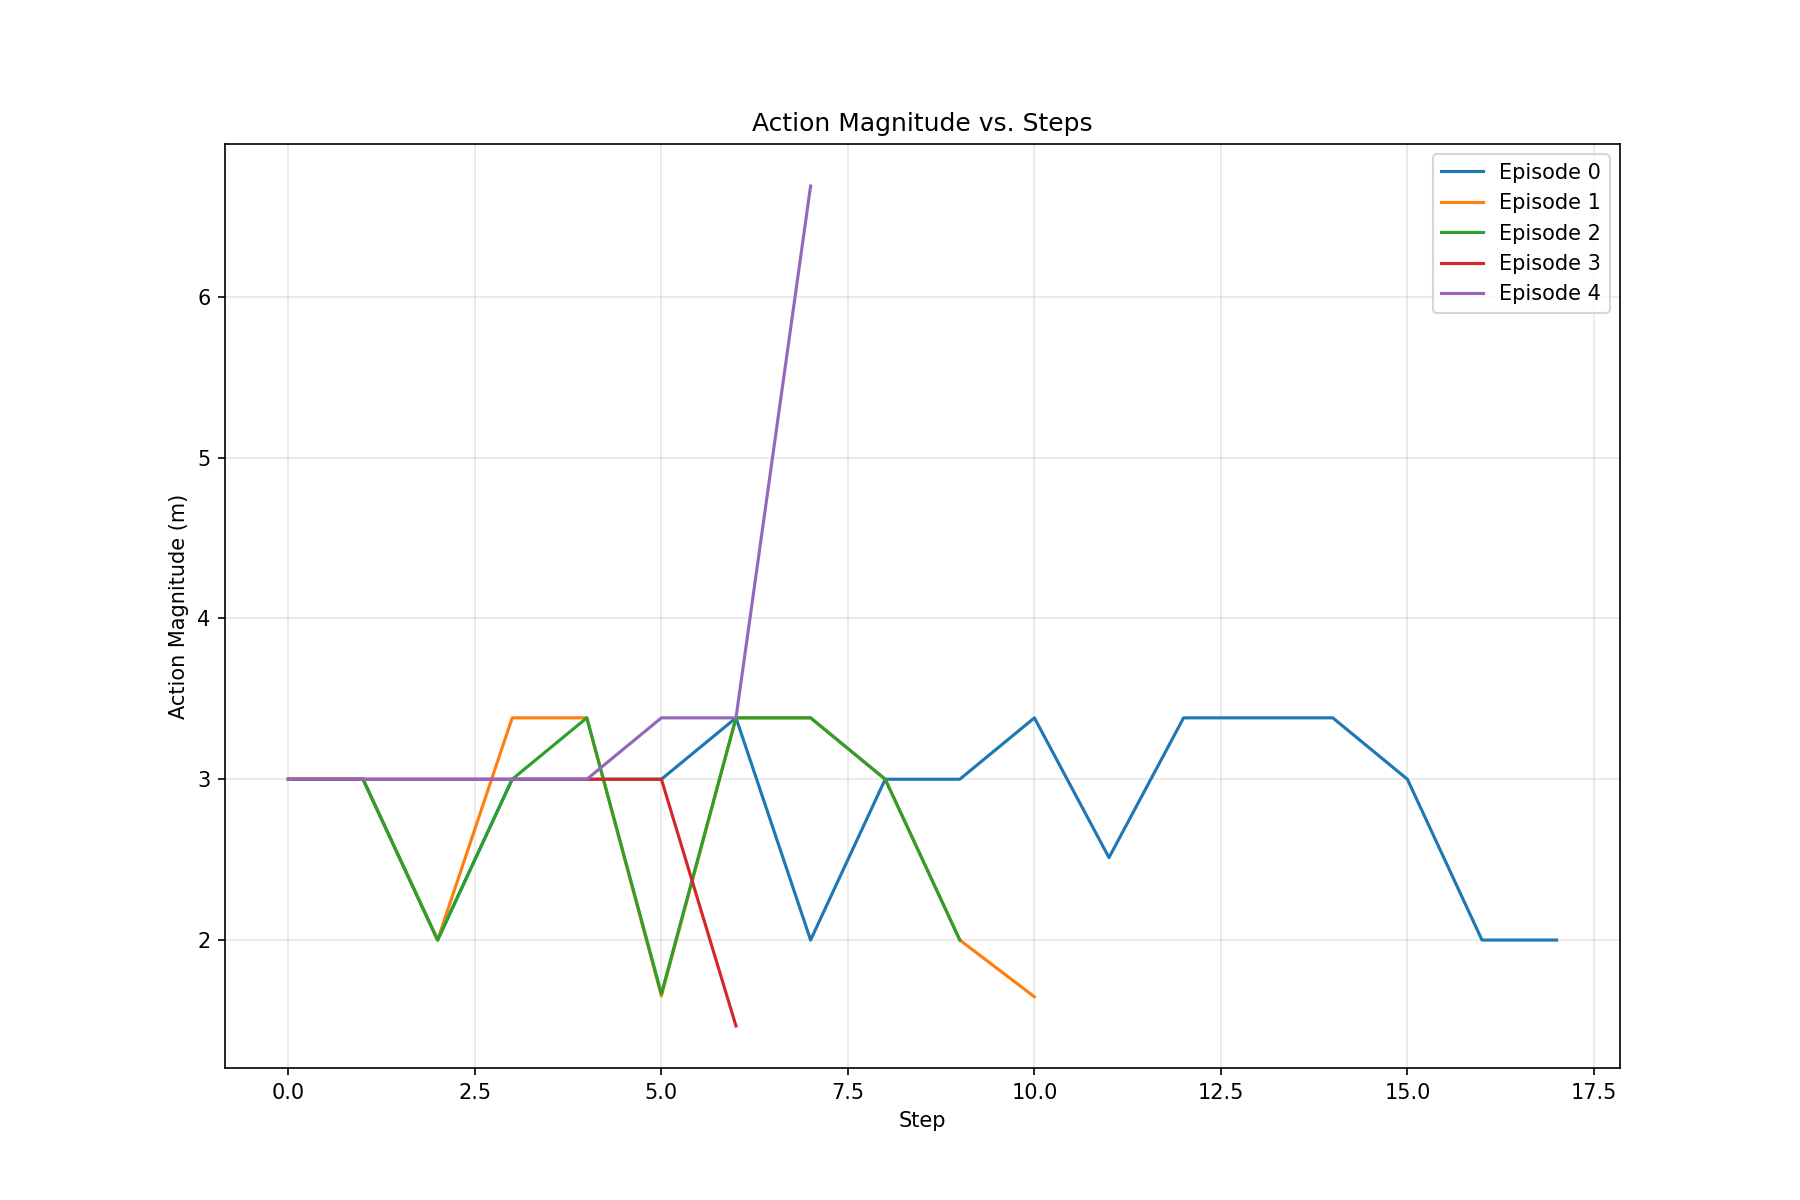 Action Magnitude vs. Steps
Episode 0
Episode 1
Episode 2
Episode 3
Episode 4
6
5
4
3
2
Action Magnitude (m)
0.0 2.5 5.0 7.5 10.0 12.5 15.0 17.5
Step